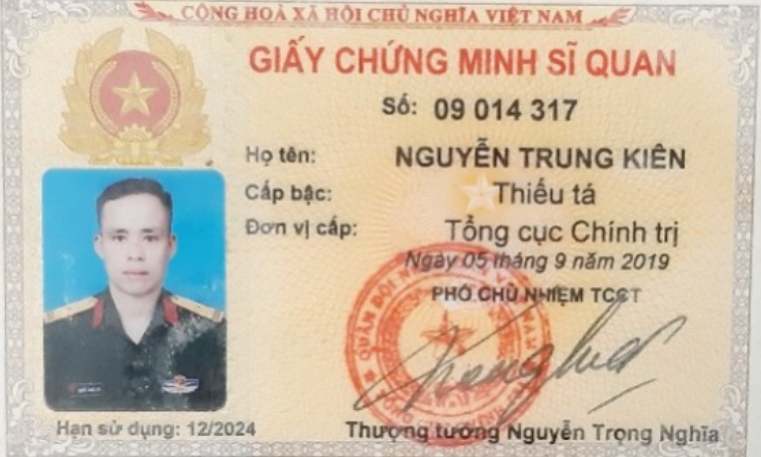 CỘNG HOÀ XÃ HỘI CHỦ NGHĨA VIỆT NAM
GIẤY CHỨNG MINH SĨ QUAN
Số: 09 014 317
Họ tên: NGUYỄN TRUNG KIÊN
Cấp bậc: Thiếu tá
Đơn vị cấp: Tổng cục Chính trị
Ngày 05 tháng 9 năm 2019
PHÓ CHỦ NHIỆM TCCT
QUÂN ĐỘI
Hạn sử dụng: 12/2024
Thượng tướng Nguyễn Trọng Nghĩa